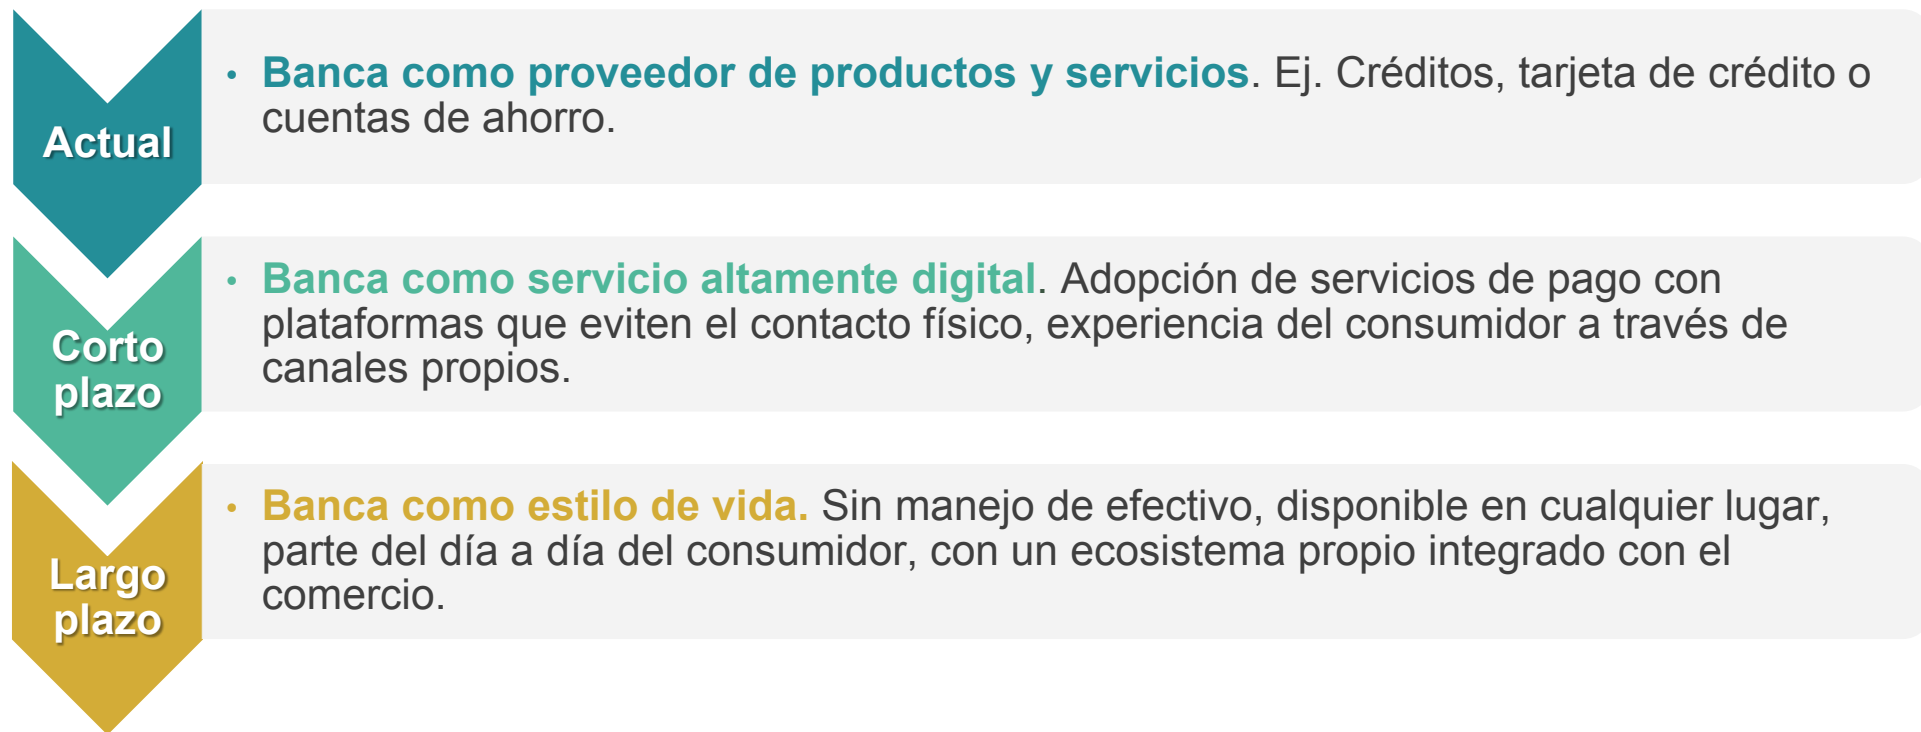 Actual
• Banca como proveedor de productos y servicios. Ej. Créditos, tarjeta de crédito o
cuentas de ahorro.
Corto
plazo
• Banca como servicio altamente digital. Adopción de servicios de pago con
plataformas que eviten el contacto físico, experiencia del consumidor a través de
canales propios.
Largo
plazo
• Banca como estilo de vida. Sin manejo de efectivo, disponible en cualquier lugar,
parte del día a día del consumidor, con un ecosistema propio integrado con el
comercio.